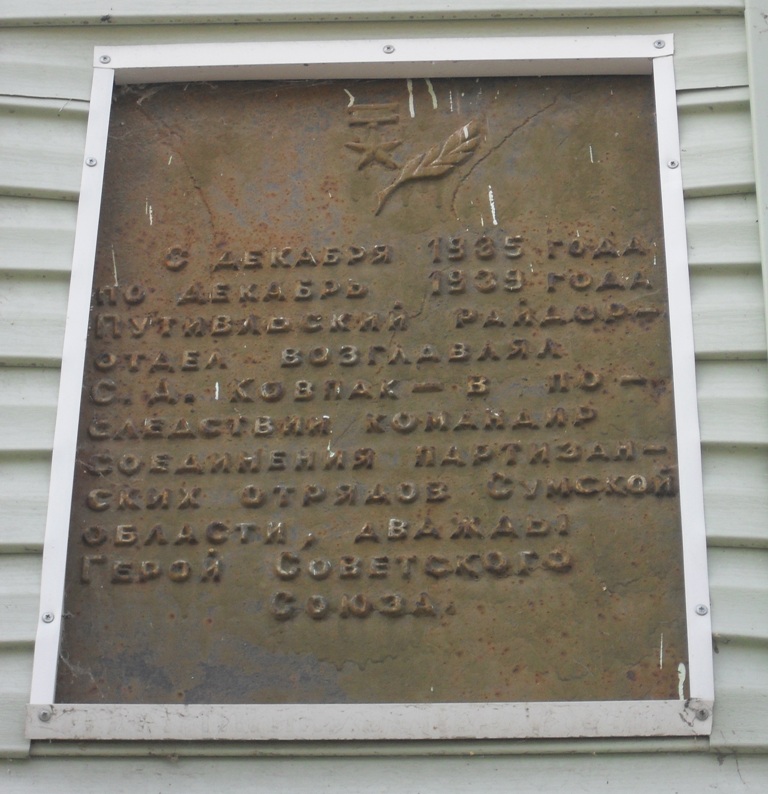 С ДЕКАБРЯ 1935 ГОДА
ПО ДЕКАБРЬ 1939 ГОДА
ПУТИВЛЬСКИЙ РАЙДОР-
ОТДЕЛ ВОЗГЛАВЛЯЛ
С.А. КОВПАК — В ПО-
СЛЕДСТВИИ КОМАНДИР
СОЕДИНЕНИЯ ПАРТИЗАН-
СКИХ ОТРЯДОВ СУМСКОЙ
ОБЛАСТИ, ДВАЖДЫ
ГЕРОЙ СОВЕТСКОГО
СОЮЗА.